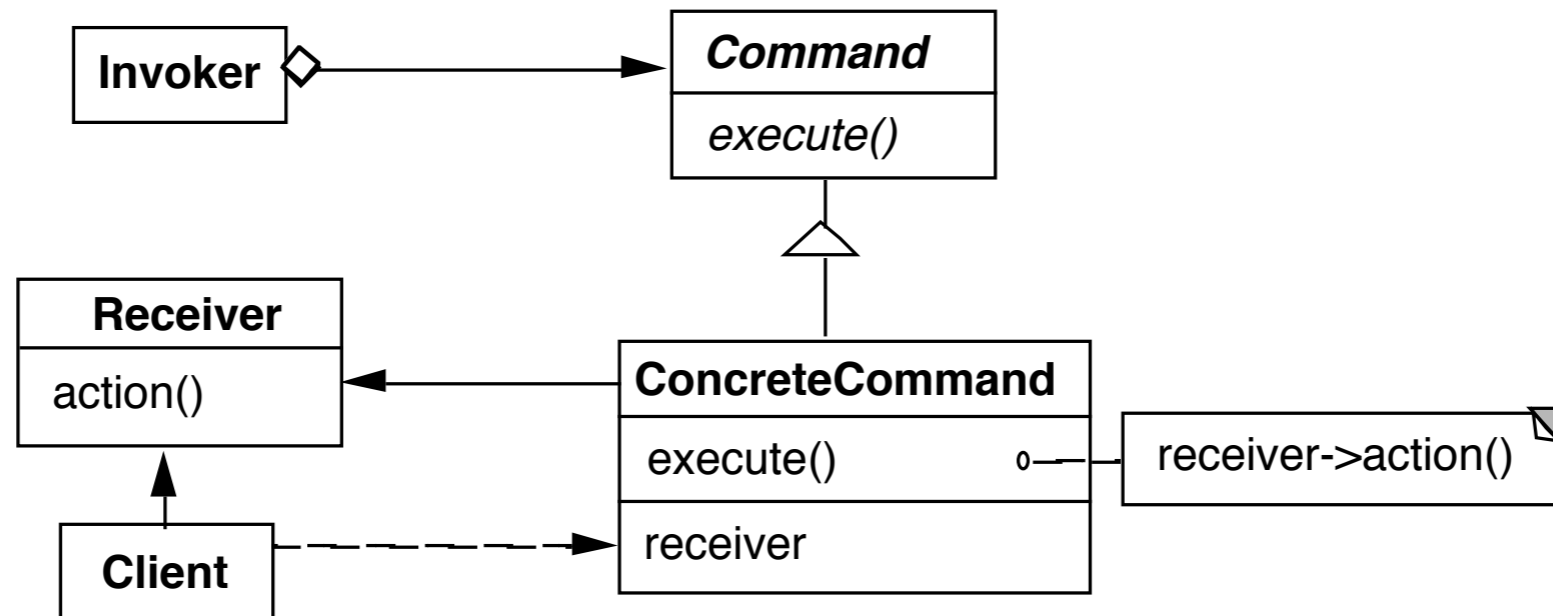 Invoker
Command
execute()
Receiver
action()
ConcreteCommand
execute()
receiver->action()
receiver
Client